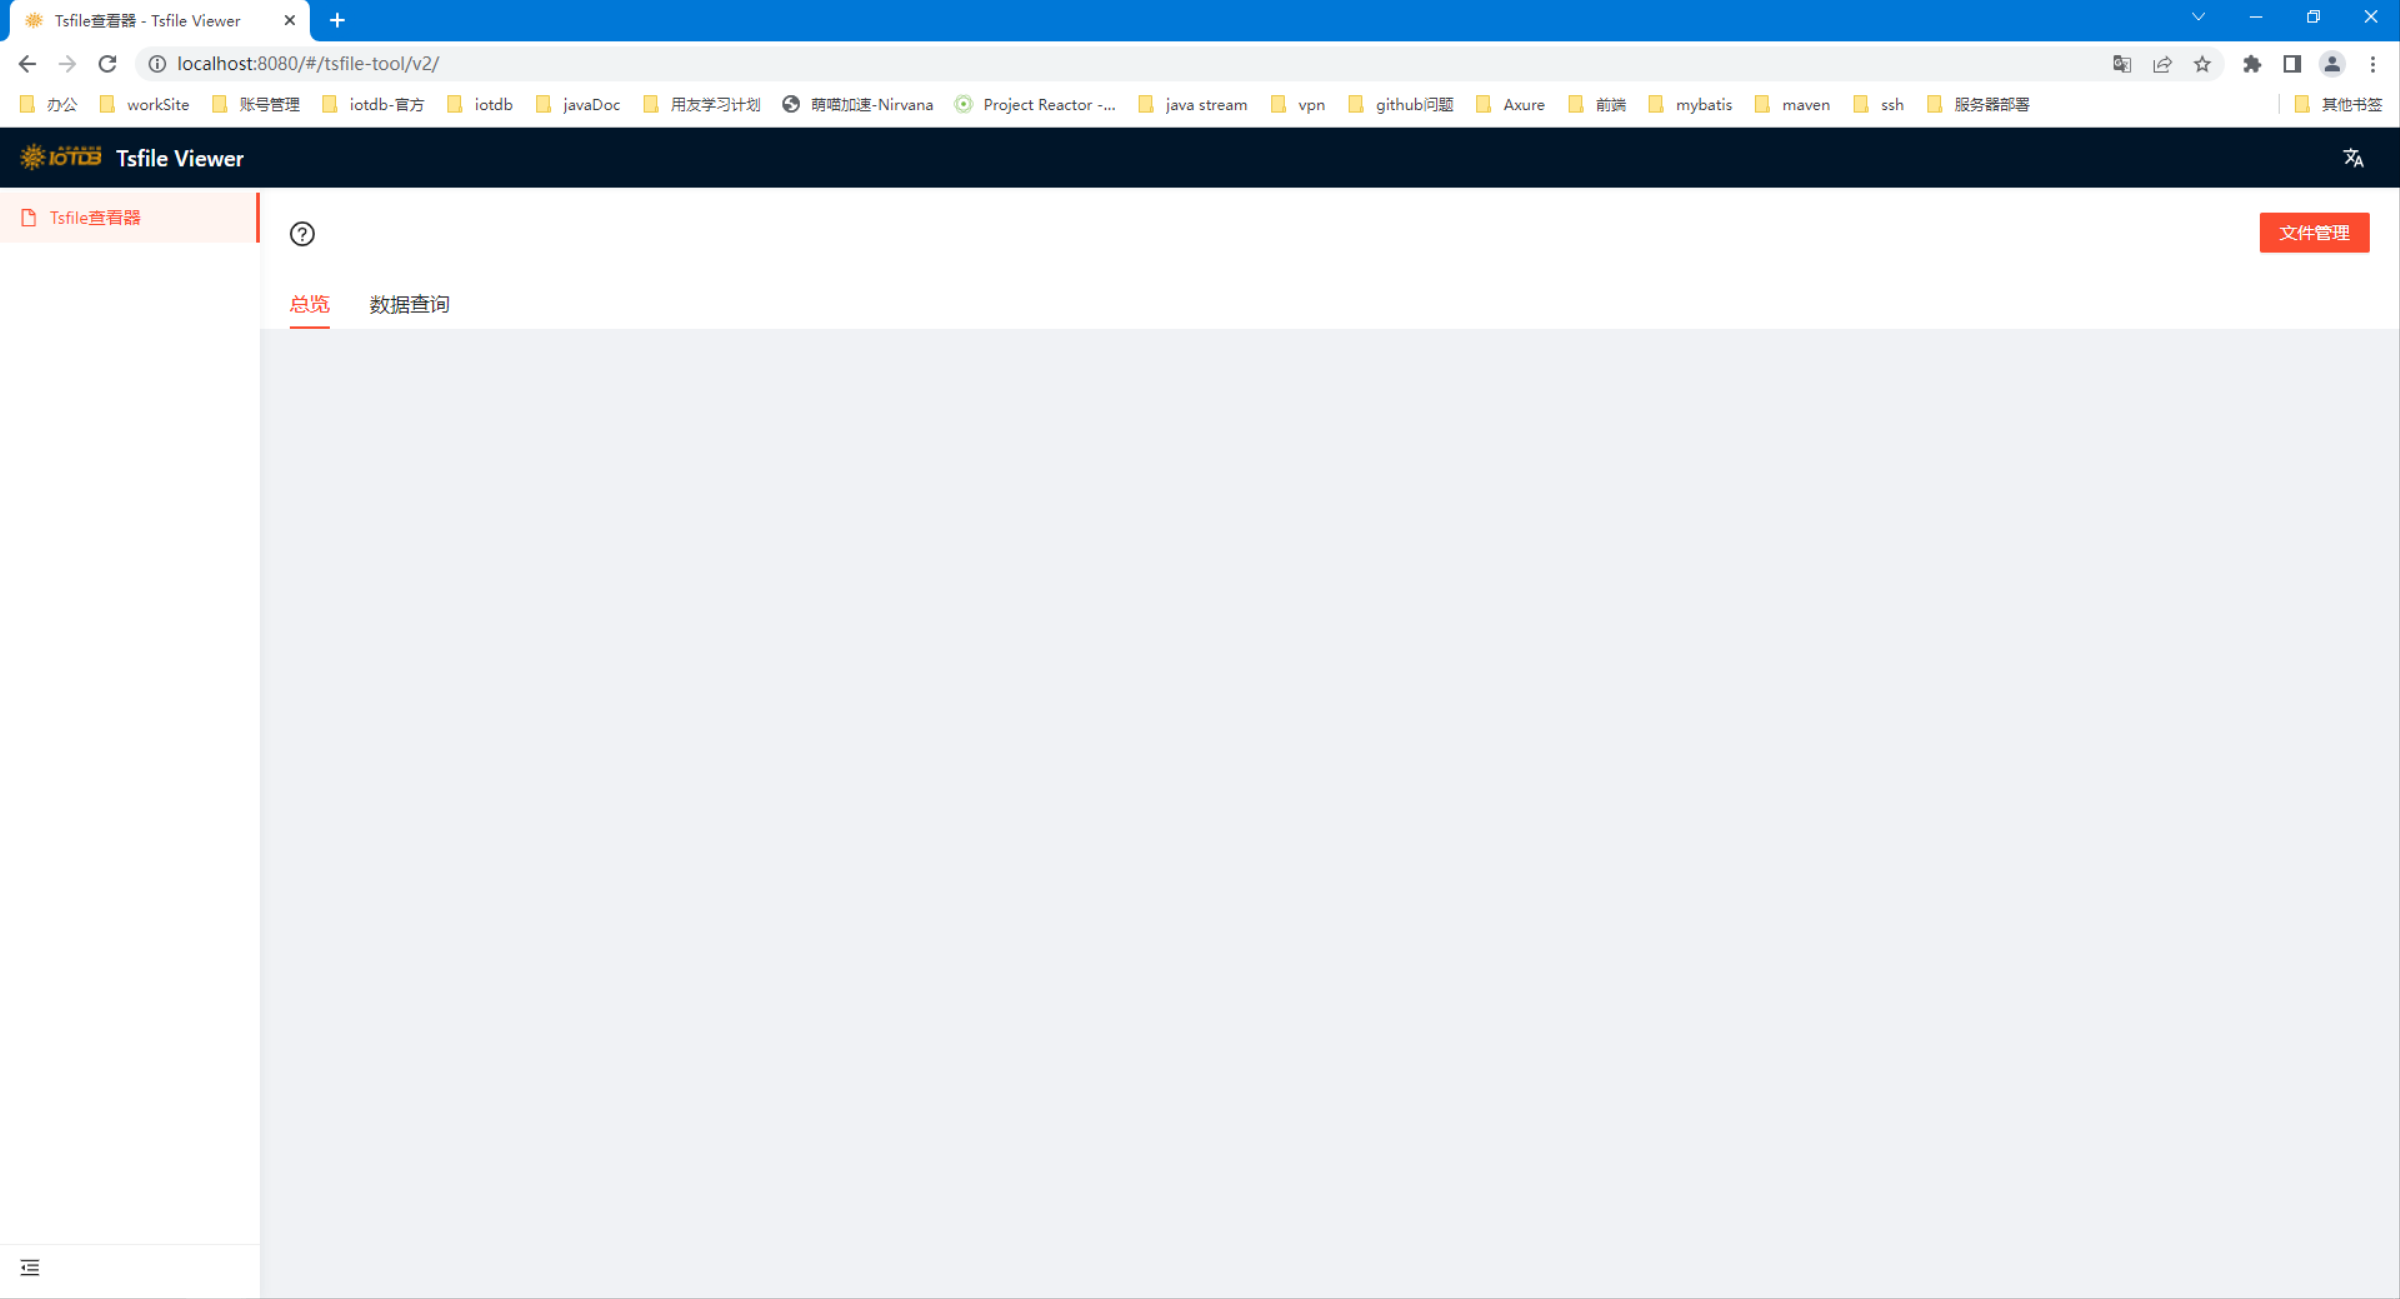 Tsfile查看器 - Tsfile Viewer
localhost:8080/#/tsfile-tool/v2/
办公 workSite 账号管理 iotdb-官方 iotdb javaDoc 用友学习计划 萌喵加速-Nirvana Project Reactor -... java stream vpn github问题 Axure 前端 mybatis maven ssh 服务器部署 其他书签
IOTDB Tsfile Viewer
Tsfile查看器
文件管理
总览 数据查询